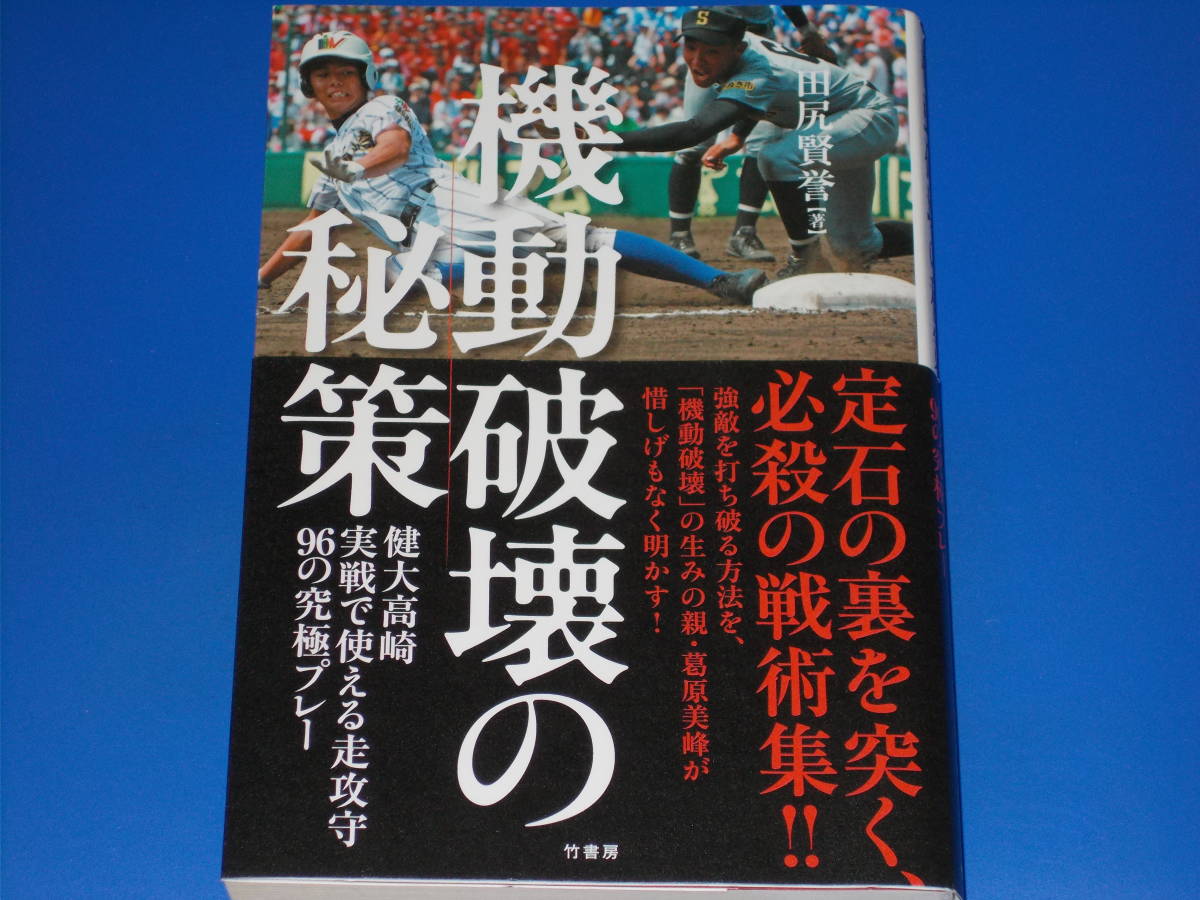 田尻賢誉【著】
機動破壊の
秘策
健大高崎
実戦で使える走攻守
96の究極プレー
定石の裏を突く、
必殺の戦術集!!
強敵を打ち破る方法を、
「機動破壊」の生みの親・葛原美峰が
惜しげもなく明かす!
竹書房
S